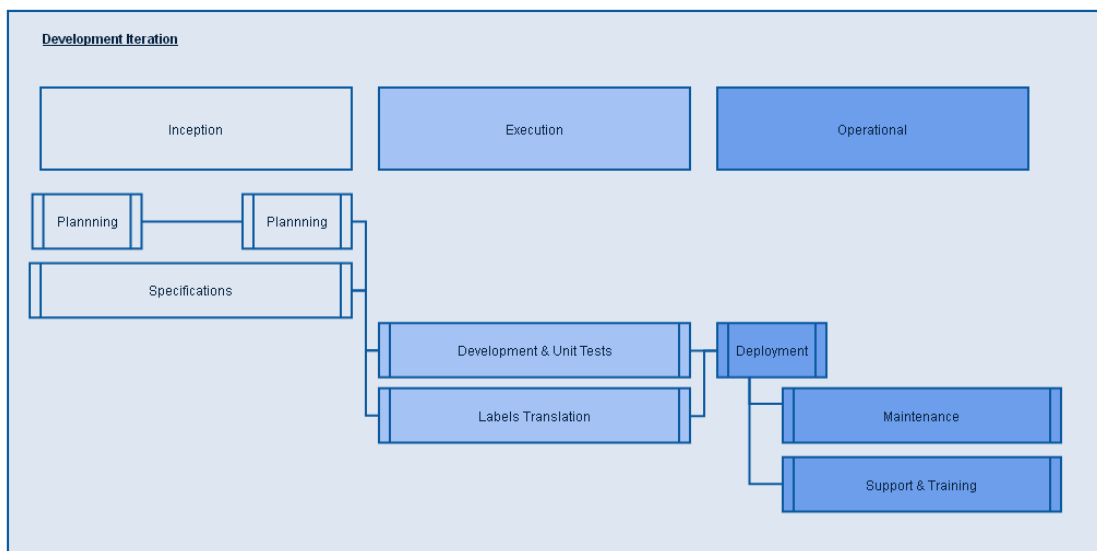 Development Iteration
Inception
Execution
Operational
Plannning
Plannning
Specifications
Development & Unit Tests
Deployment
Labels Translation
Maintenance
Support & Training